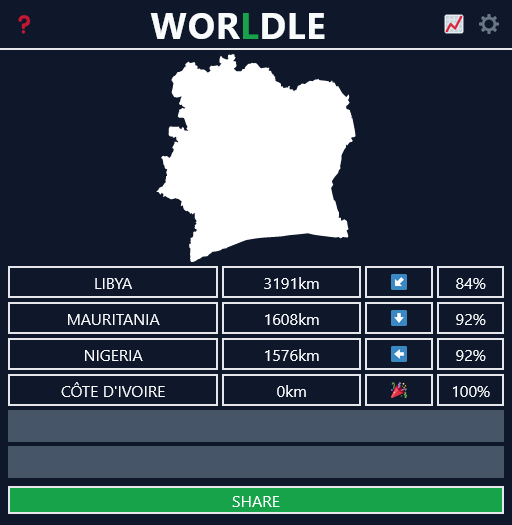 ?
WORLDLE
LIBYA 3191km 84%
MAURITANIA 1608km 92%
NIGERIA 1576km 92%
CÔTE D'IVOIRE 0km 100%
SHARE